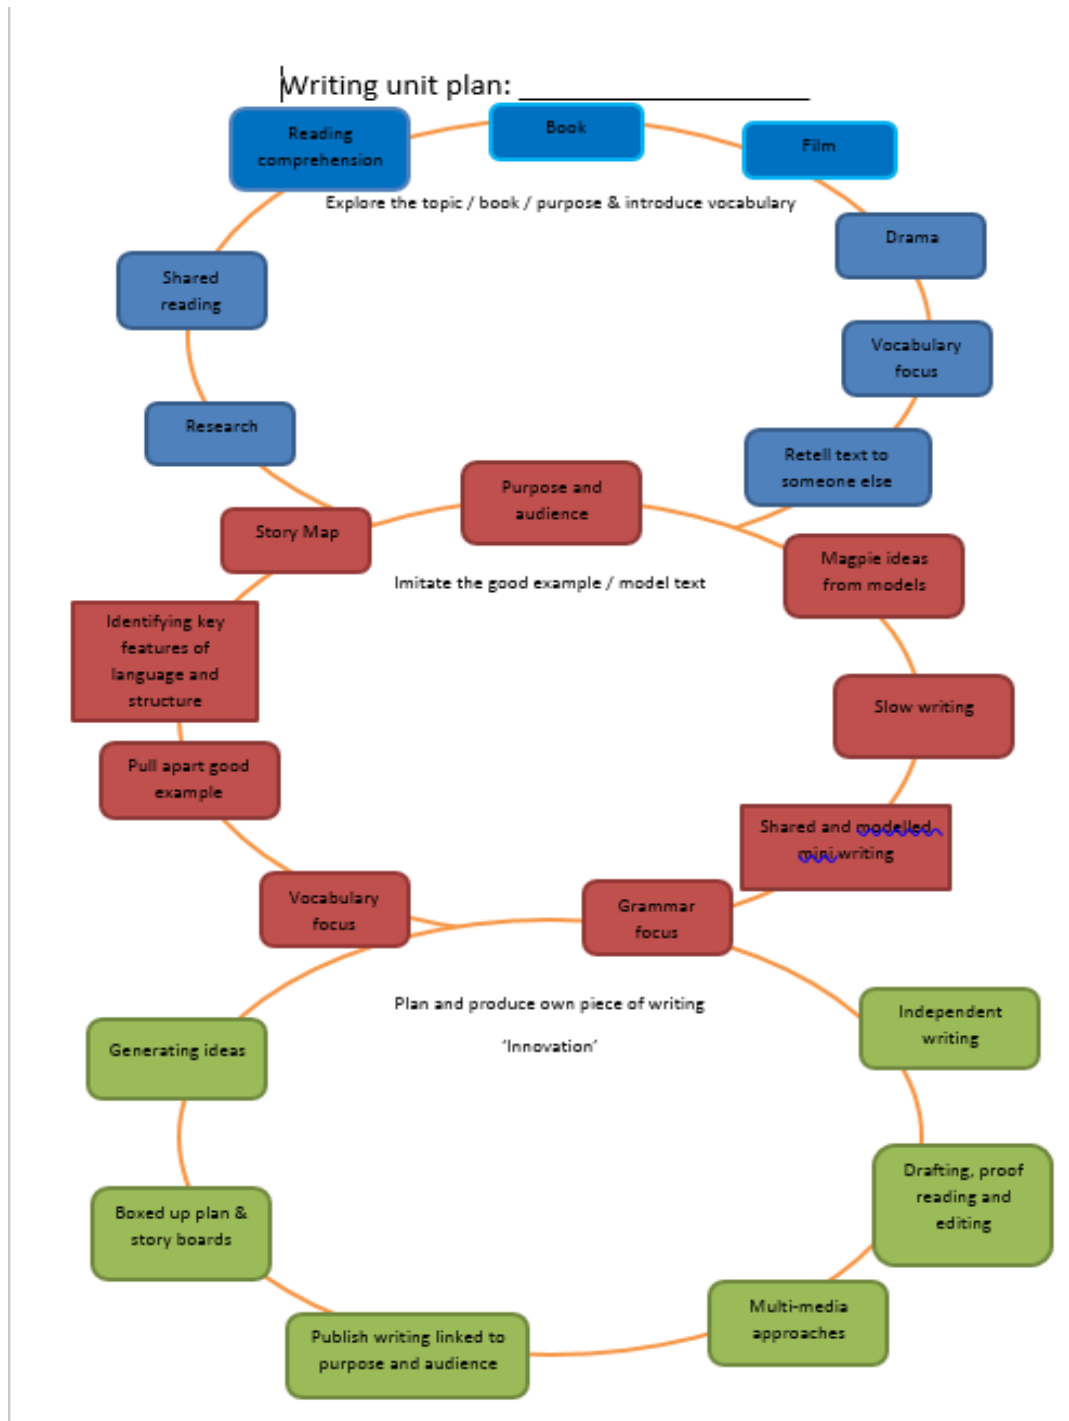 Writing unit plan: ____________________
Reading
comprehension
Book
Film
Explore the topic / book / purpose & introduce vocabulary
Drama
Shared
reading
Vocabulary
focus
Research
Retell text to
someone else
Purpose and
audience
Story Map
Magpie ideas
from models
Imitate the good example / model text
Identifying key
features of
language and
structure
Slow writing
Pull apart good
example
Shared and modelled
mini writing
Vocabulary
focus
Grammar
focus
Plan and produce own piece of writing
‘Innovation’
Independent
writing
Generating ideas
Drafting, proof
reading and
editing
Boxed up plan &
story boards
Multi-media
approaches
Publish writing linked to
purpose and audience